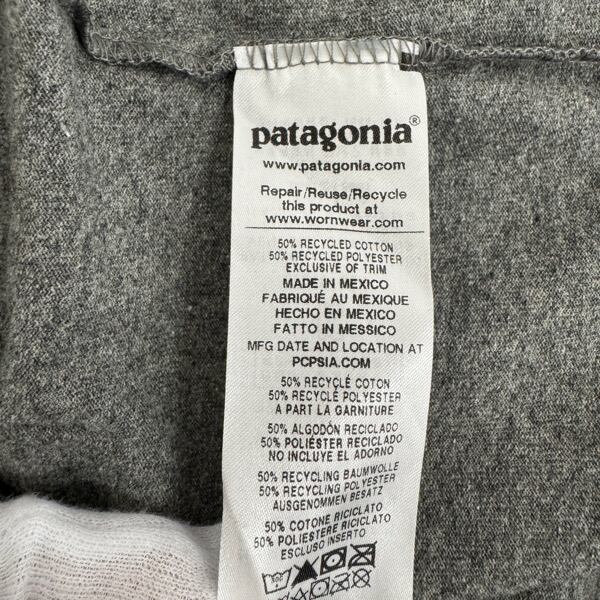 patagonia®
www.patagonia.com
Repair/Reuse/Recycle
this product at
www.wornwear.com
50% RECYCLED COTTON
50% RECYCLED POLYESTER
EXCLUSIVE OF TRIM
MADE IN MEXICO
FABRIQUÉ AU MEXIQUE
HECHO EN MEXICO
FATTO IN MESSICO
MFG DATE AND LOCATION AT
PCPSIA.COM
50% RECYCLÉ COTON
50% RECYCLÉ POLYESTER
A PART LA GARNITURE
50% ALGODÓN RECICLADO
50% POLIÉSTER RECICLADO
NO INCLUYE EL ADORNO
50% RECYCLING BAUMWOLLE
50% RECYCLING POLYESTER
AUSGENOMMEN BESATZ
50% COTONE RICICLATO
50% POLIESTERE RICICLATO
ESCLUSO INSERTO